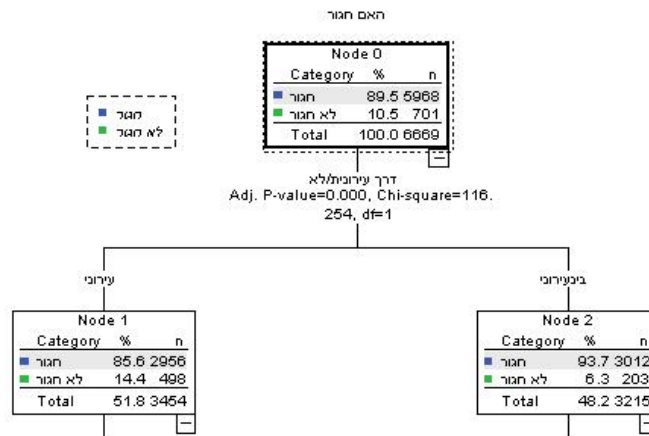 האם חגור
Node 0
Category % n
חגור 89.5 5968
לא חגור 10.5 701
Total 100.0 6669
חגור
לא חגור
דרך עירונית/לא
Adj. P-value=0.000, Chi-square=116.
254, df=1
עירוני
בינעירוני
Node 1
Category % n
חגור 85.6 2956
לא חגור 14.4 498
Total 51.8 3454
Node 2
Category % n
חגור 93.7 3012
לא חגור 6.3 203
Total 48.2 3215